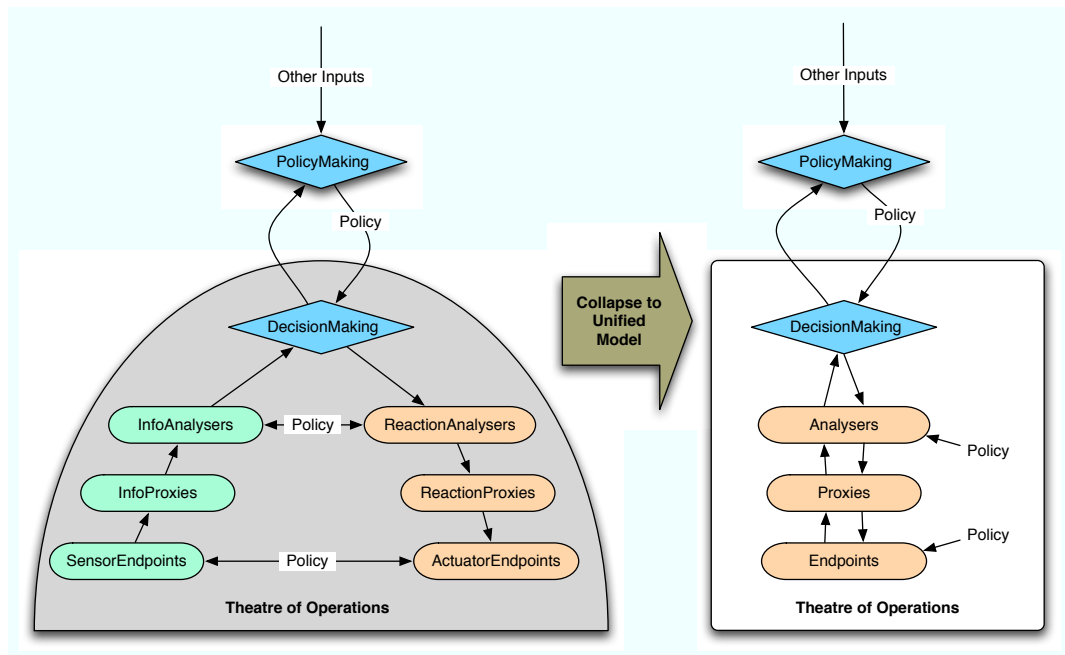 Other Inputs
PolicyMaking
Policy
DecisionMaking
InfoAnalysers
Policy
ReactionAnalysers
InfoProxies
ReactionProxies
SensorEndpoints
Policy
ActuatorEndpoints
Theatre of Operations
Collapse to
Unified
Model
Other Inputs
PolicyMaking
Policy
DecisionMaking
Analysers
Policy
Proxies
Policy
Endpoints
Theatre of Operations